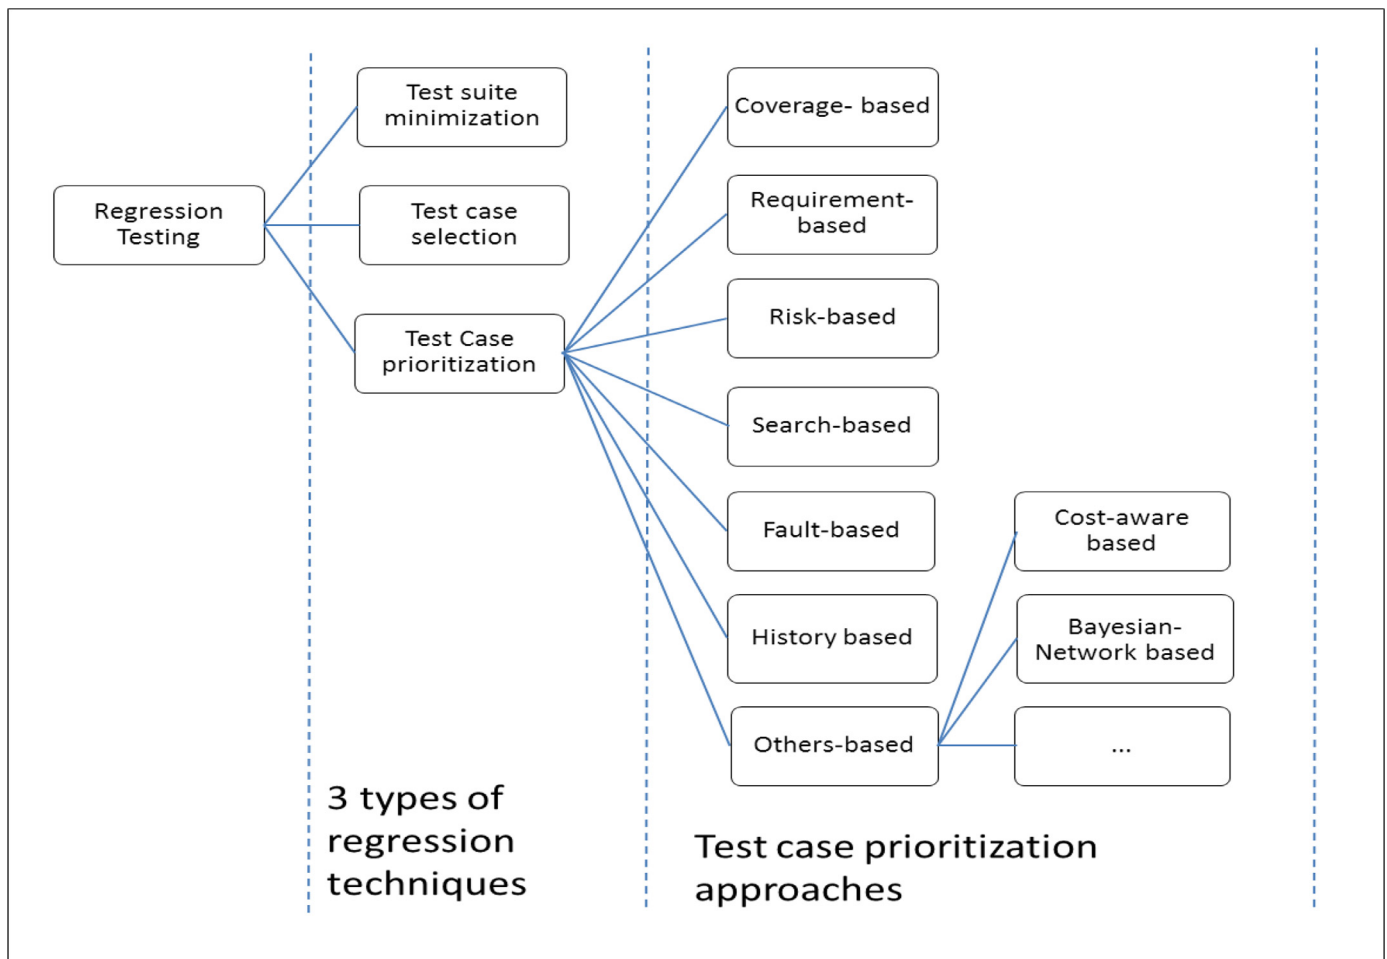 Regression
Testing
Test suite
minimization
Test case
selection
Test Case
prioritization
Coverage- based
Requirement-
based
Risk-based
Search-based
Fault-based
History based
Others-based
Cost-aware
based
Bayesian-
Network based
...
3 types of
regression
techniques
Test case prioritization
approaches